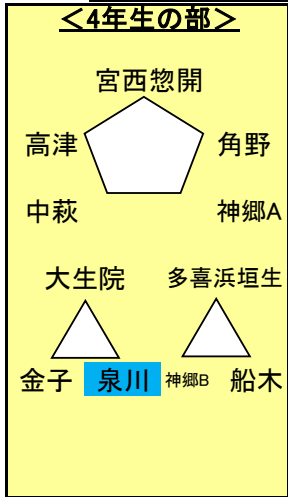 <4年生の部>
宮西惣開
高津 角野
中萩 神郷A
大生院 多喜浜垣生
金子 泉川 神郷B 船木